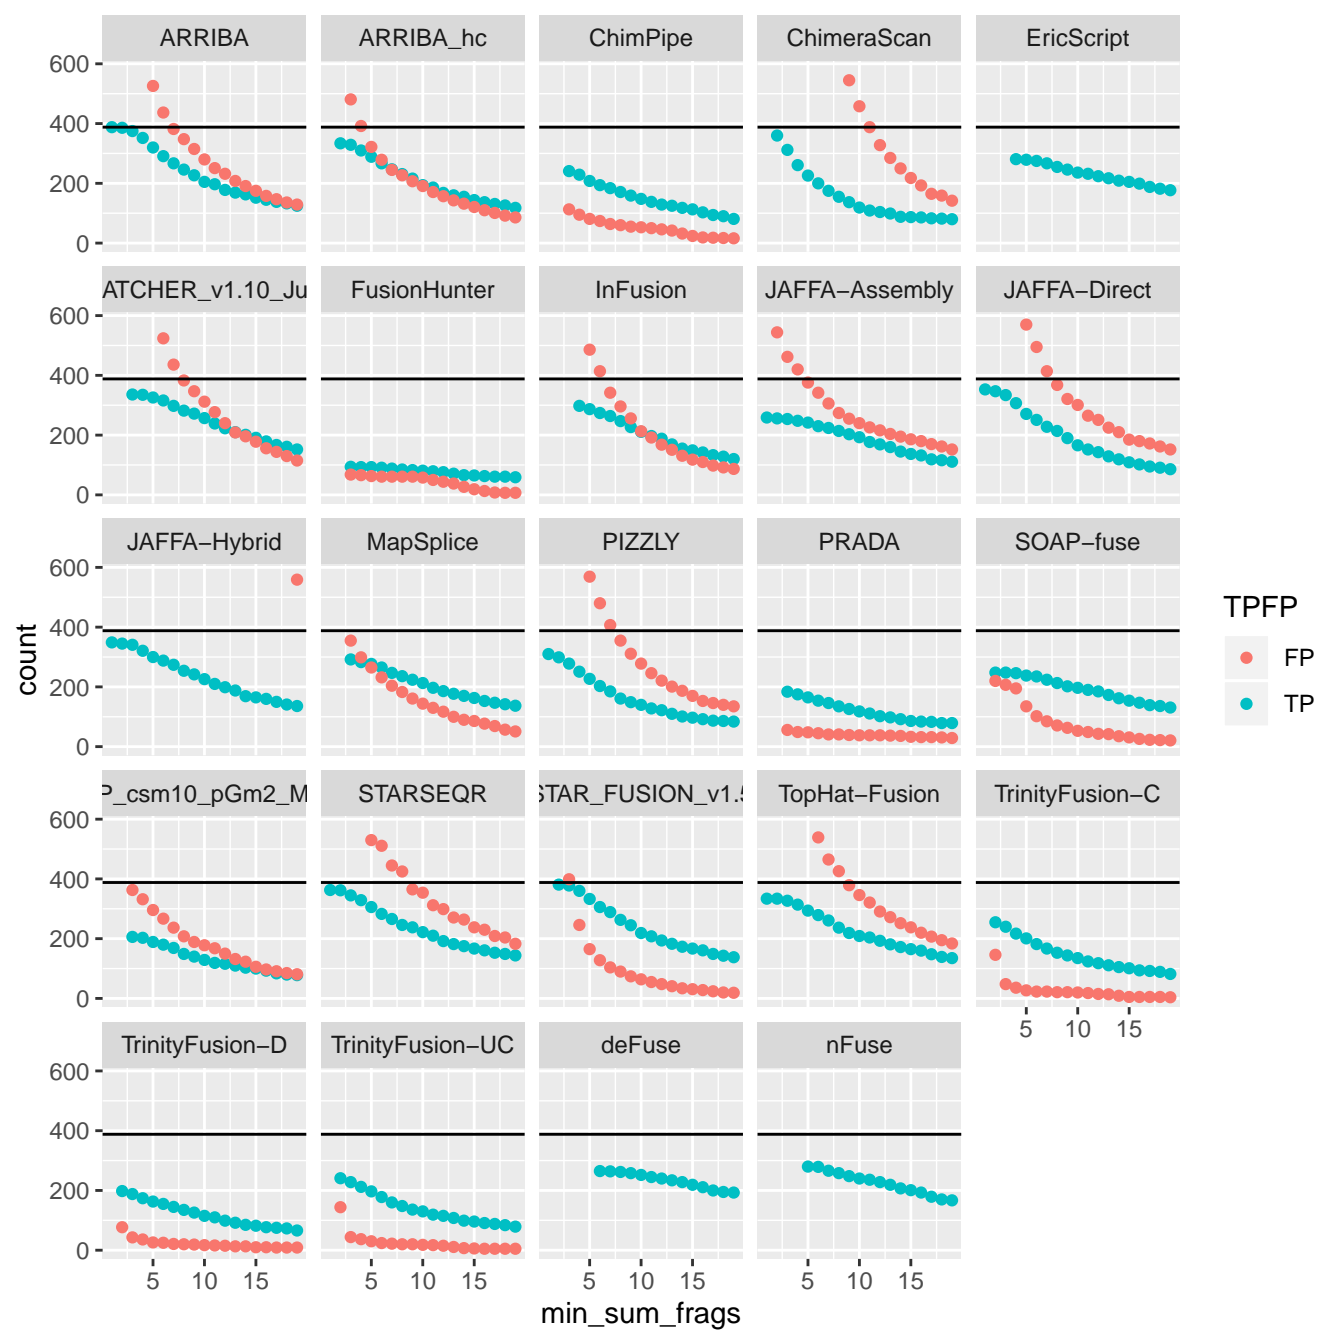 ARRIBA ARRIBA_hc ChimPipe ChimeraScan EricScript
600
400
200
0
ATCHER_v1.10_Ju FusionHunter InFusion JAFFA−Assembly JAFFA−Direct
600
400
200
0
JAFFA−Hybrid MapSplice PIZZLY PRADA SOAP−fuse
600
400
200
0
count
TPFP
FP
TP
P_csm10_pGm2_M STARSEQR STAR_FUSION_v1.5 TopHat−Fusion TrinityFusion−C
600
400
200
0
5 10 15
TrinityFusion−D TrinityFusion−UC deFuse nFuse
600
400
200
0
5 10 15 5 10 15 5 10 15 5 10 15
min_sum_frags